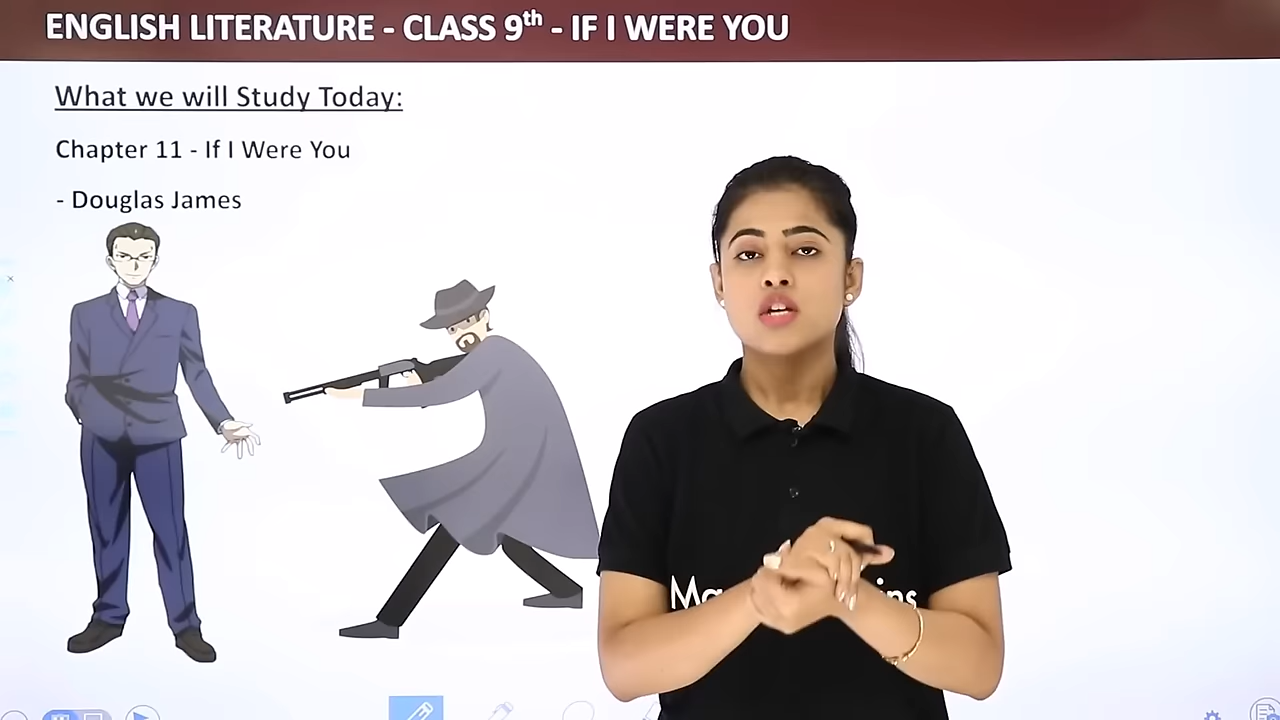 ENGLISH LITERATURE - CLASS 9th - IF I WERE YOU
What we will Study Today:
Chapter 11 - If I Were You
- Douglas James